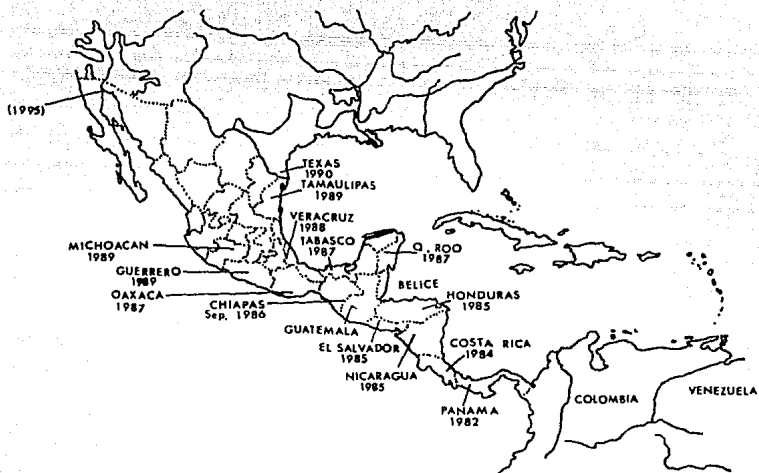 (1995)
TEXAS
1990
TAMAULIPAS
1989
VERACRUZ
1988
TABASCO
1987
Q. ROO
1987
MICHOACAN
1989
GUERRERO
1989
OAXACA
1987
CHIAPAS
Sep. 1986
BELICE
HONDURAS
1985
GUATEMALA
EL SALVADOR
1985
COSTA RICA
1984
NICARAGUA
1985
PANAMA
1982
COLOMBIA
VENEZUELA